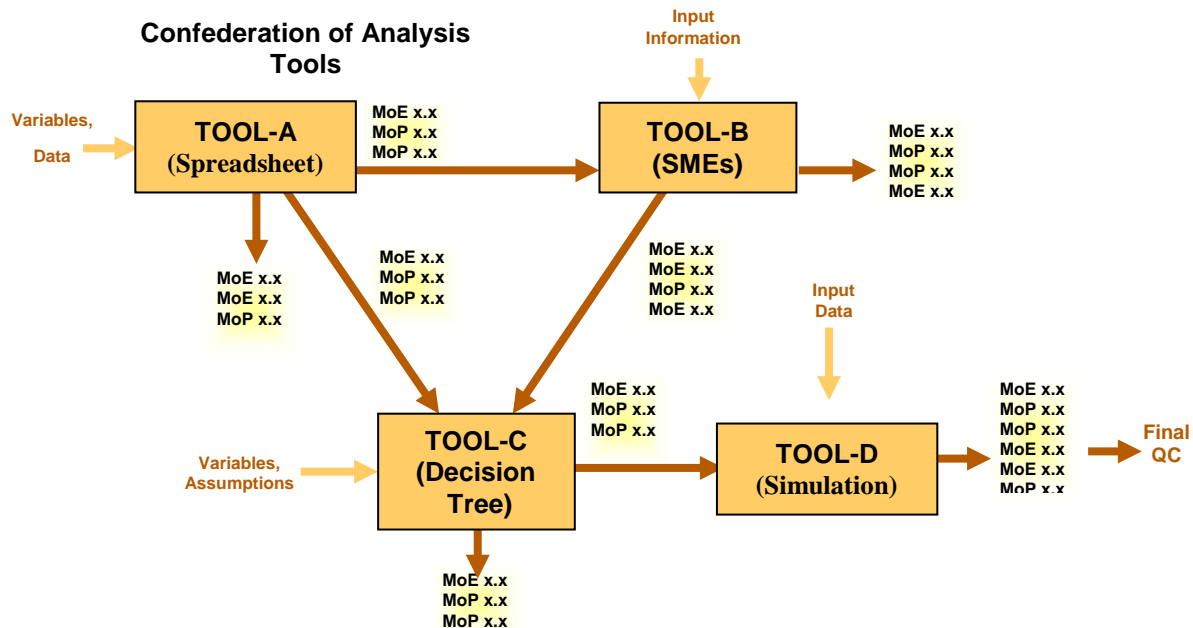 Confederation of Analysis
Tools
Input
Information
Variables,
Data
TOOL-A
(Spreadsheet)
MoE x.x
MoP x.x
MoP x.x
TOOL-B
(SMEs)
MoE x.x
MoP x.x
MoP x.x
MoE x.x
MoE x.x
MoE x.x
MoP x.x
MoE x.x
MoP x.x
MoP x.x
MoE x.x
MoE x.x
MoP x.x
MoE x.x
Input
Data
Variables,
Assumptions
TOOL-C
(Decision
Tree)
MoE x.x
MoP x.x
MoP x.x
TOOL-D
(Simulation)
MoE x.x
MoP x.x
MoP x.x
MoE x.x
MoE x.x
MoP x.x
Final
QC
MoE x.x
MoP x.x
MoP x.x